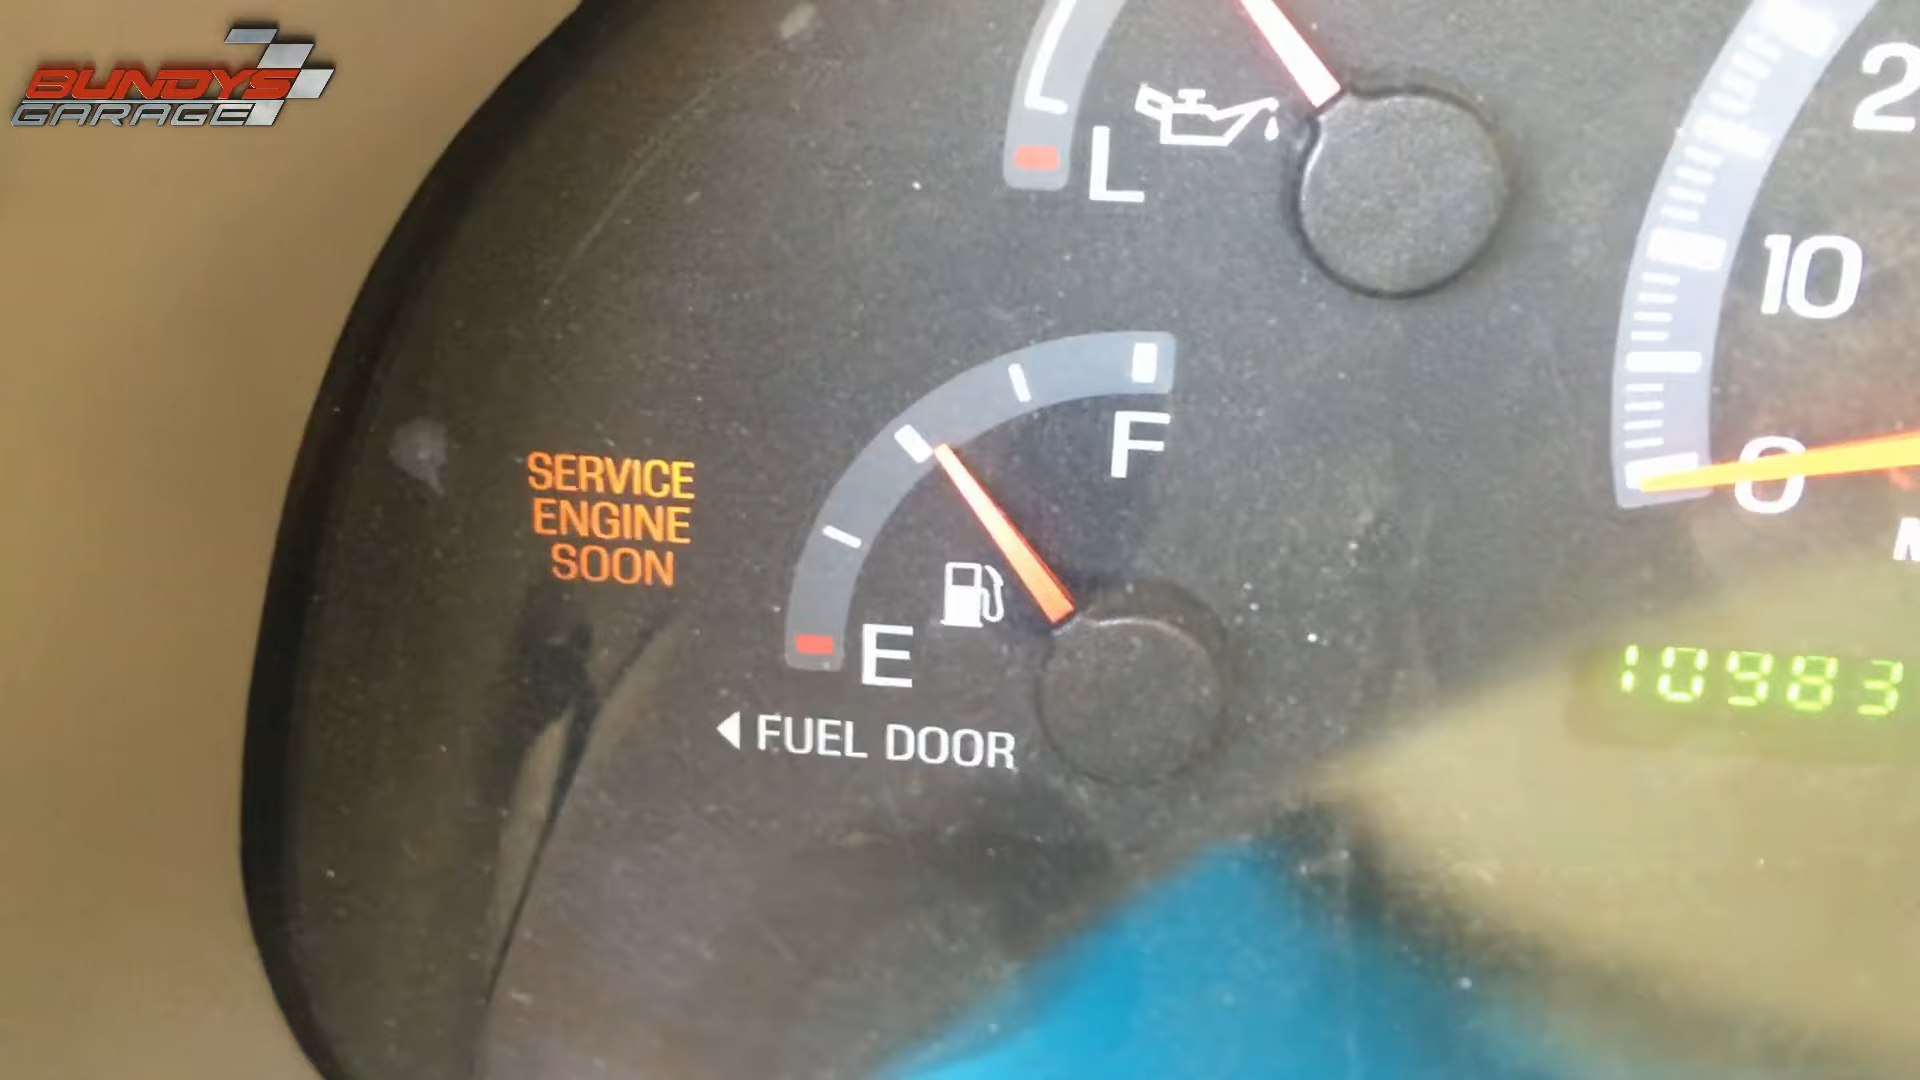 BUNDYS
GARAGE
L
2
10
0
F
SERVICE
ENGINE
SOON
E
FUEL DOOR
10983